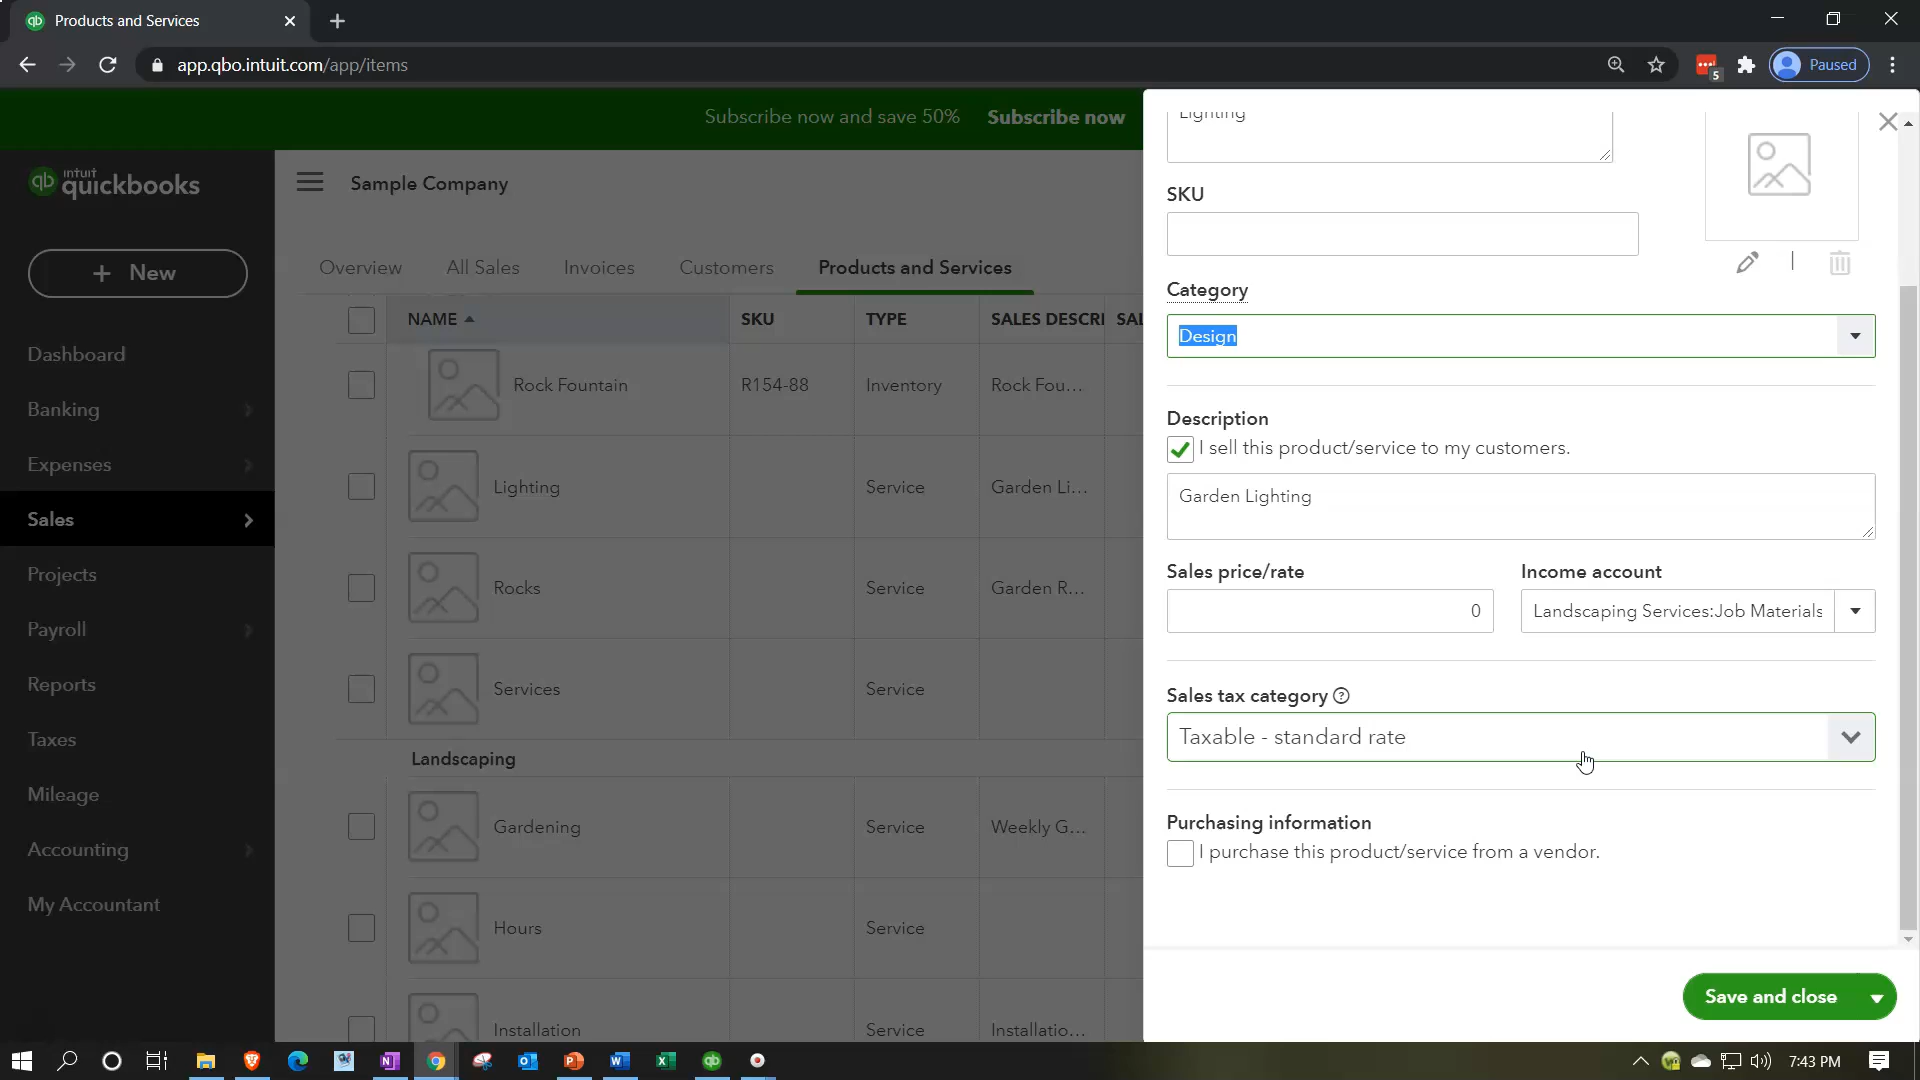 Products and Services
app.qbo.intuit.com/app/items
5
Paused
Subscribe now and save 50% Subscribe now
intuit
quickbooks
qb
Sample Company
+ New
Overview All Sales Invoices Customers Products and Services
Dashboard
Banking
Expenses
Sales
Projects
Payroll
Reports
Taxes
Mileage
Accounting
My Accountant
NAME SKU TYPE SALES DESCRI SAL
Rock Fountain R154-88 Inventory Rock Fou...
Lighting Service Garden Li...
Rocks Service Garden R...
Services Service
Landscaping
Gardening Service Weekly G...
Hours Service
Installation Service Installatio...
Lighting
SKU
Category
Design
Description
I sell this product/service to my customers.
Garden Lighting
Sales price/rate Income account
0 Landscaping Services:Job Materials
Sales tax category ?
Taxable - standard rate
Purchasing information
I purchase this product/service from a vendor.
Save and close
7:43 PM